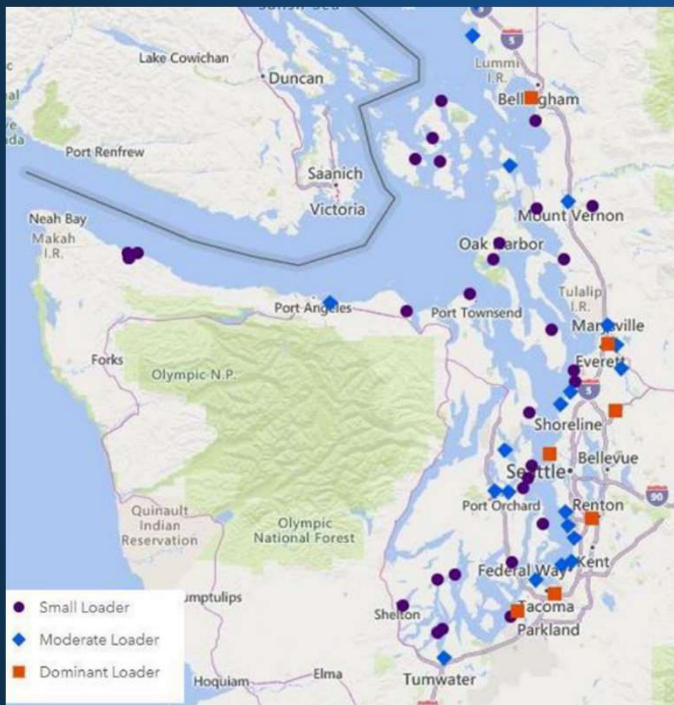 Lake Cowichan
Duncan
Lummi
I.R.
Bellingham
Port Renfrew
Saanich
Victoria
Neah Bay
Makah
I.R.
Mount Vernon
Oak Harbor
Tulalip
I.R.
Port Angeles
Port Townsend
Marysville
Everett
Forks
Olympic N.P.
5
Shoreline
Bellevue
Seattle
90
Quinault
Indian
Reservation
Olympic
National Forest
Port Orchard
Renton
Kent
Federal Way
Small Loader
Shelton
Tacoma
Parkland
Moderate Loader
Dominant Loader
Hoquiam
Elma
Tumwater